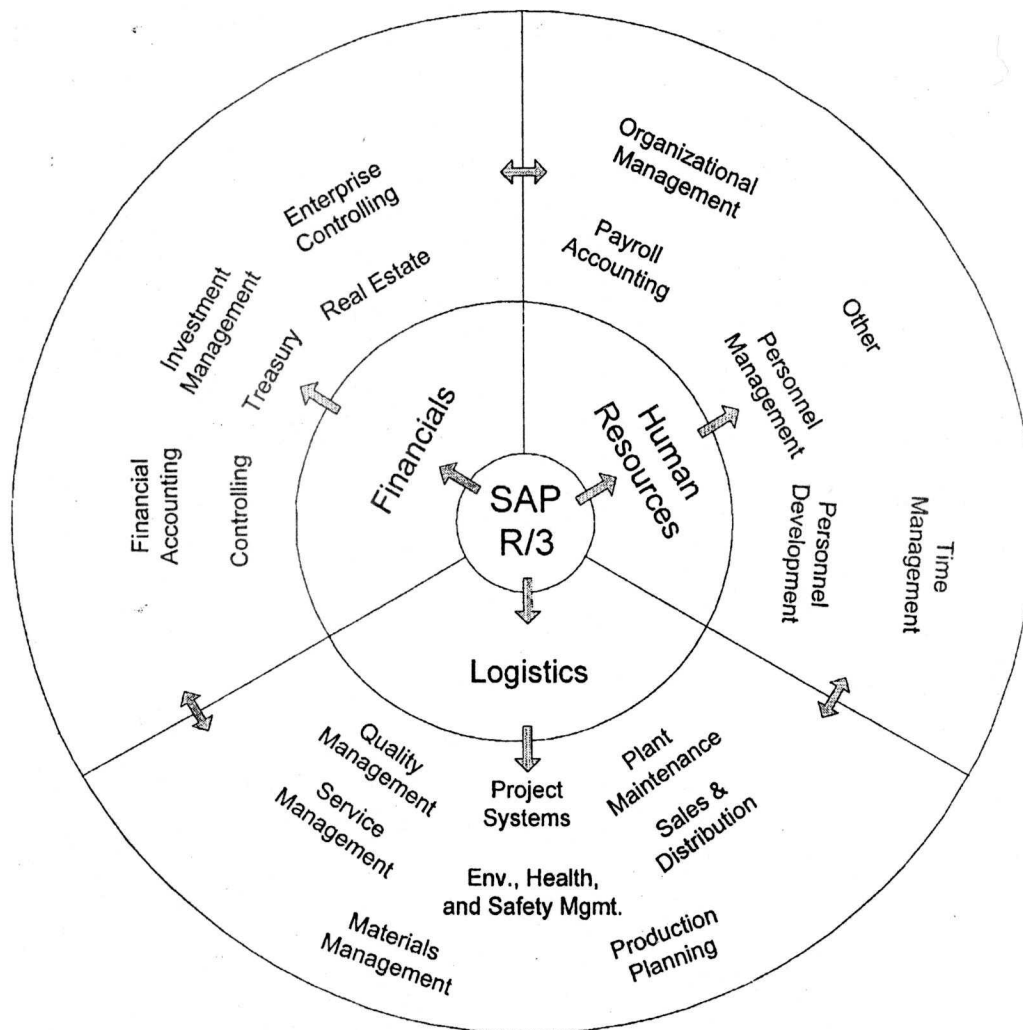 SAP
R/3
Financials
Human
Resources
Logistics
Enterprise
Controlling
Real Estate
Investment
Management
Treasury
Financial
Accounting
Controlling
Organizational
Management
Payroll
Accounting
Other
Personnel
Management
Personnel
Development
Time
Management
Quality
Management
Service
Management
Materials
Management
Project
Systems
Env., Health,
and Safety Mgmt.
Plant
Maintenance
Sales &
Distribution
Production
Planning